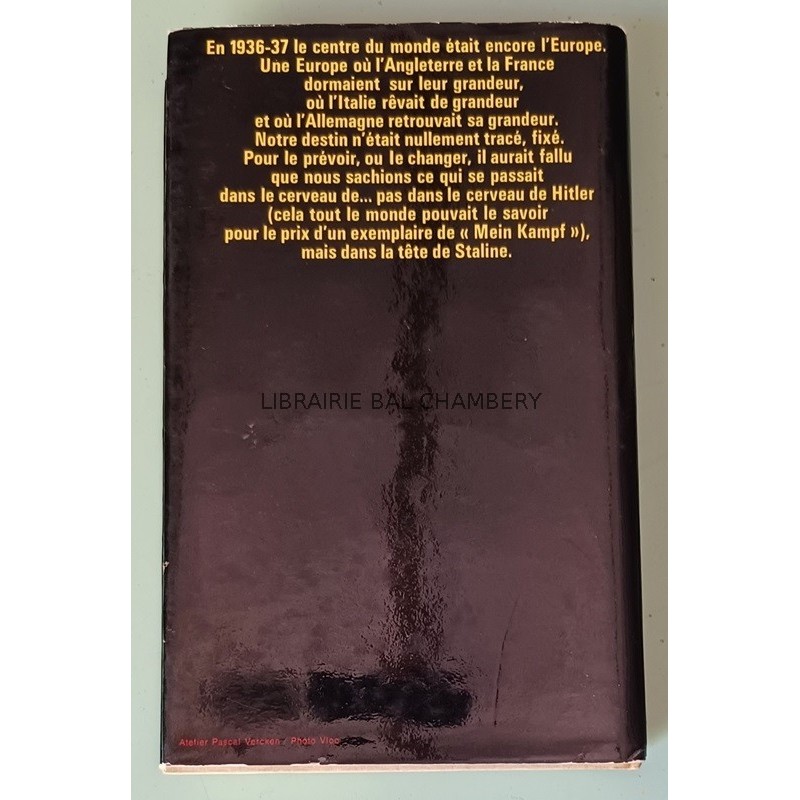 En 1936-37 le centre du monde était encore l'Europe.
Une Europe où l'Angleterre et la France
dormaient sur leur grandeur,
où l'Italie rêvait de grandeur
et où l'Allemagne retrouvait sa grandeur.
Notre destin n'était nullement tracé, fixé.
Pour le prévoir, ou le changer, il aurait fallu
que nous sachions ce qui se passait
dans le cerveau de... pas dans le cerveau de Hitler
(cela tout le monde pouvait le savoir
pour le prix d'un exemplaire de « Mein Kampf »),
mais dans la tête de Staline.
LIBRAIRIE BAL CHAMBERY
Atelier Pascal Vercken / Photo